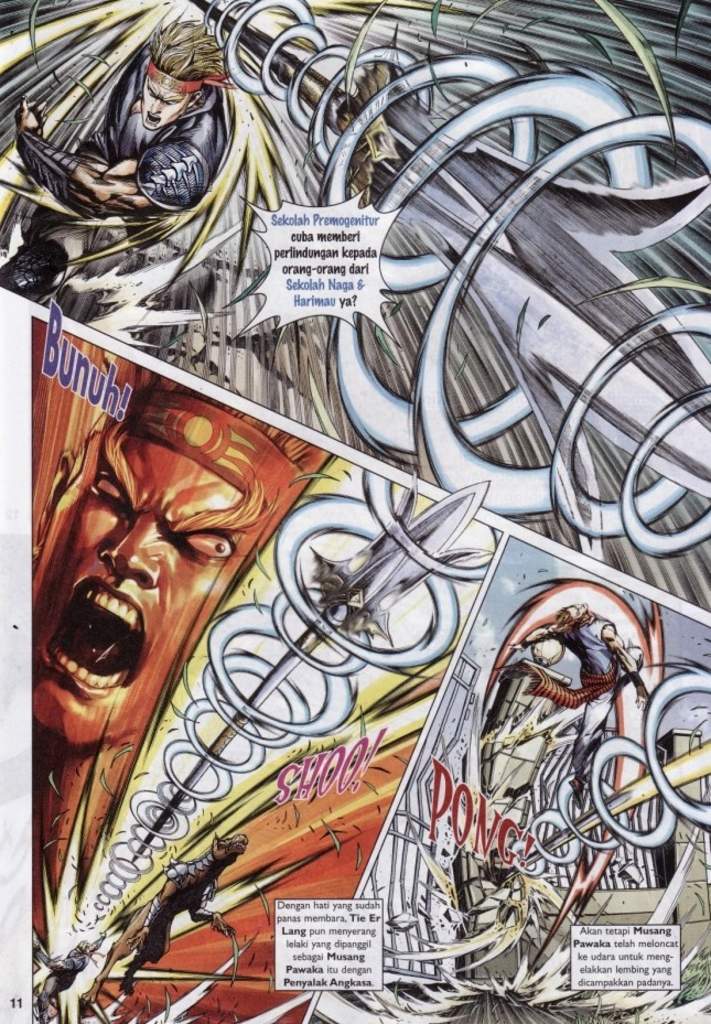 Sekolah Premogenitur
cuba memberi
perlindungan kepada
orang-orang dari
Sekolah Naga &
Harimau ya?
Bunuh!
SHOO!
PONG!
Dengan hati yang sudah
panas membara, Tie Er
Lang pun menyerang
lelaki yang dipanggil
sebagai Musang
Pawaka itu dengan
Penyalak Angkasa.
Akan tetapi Musang
Pawaka telah meloncat
ke udara untuk meng-
elakkan lembing yang
dicampakkan padanya.
11